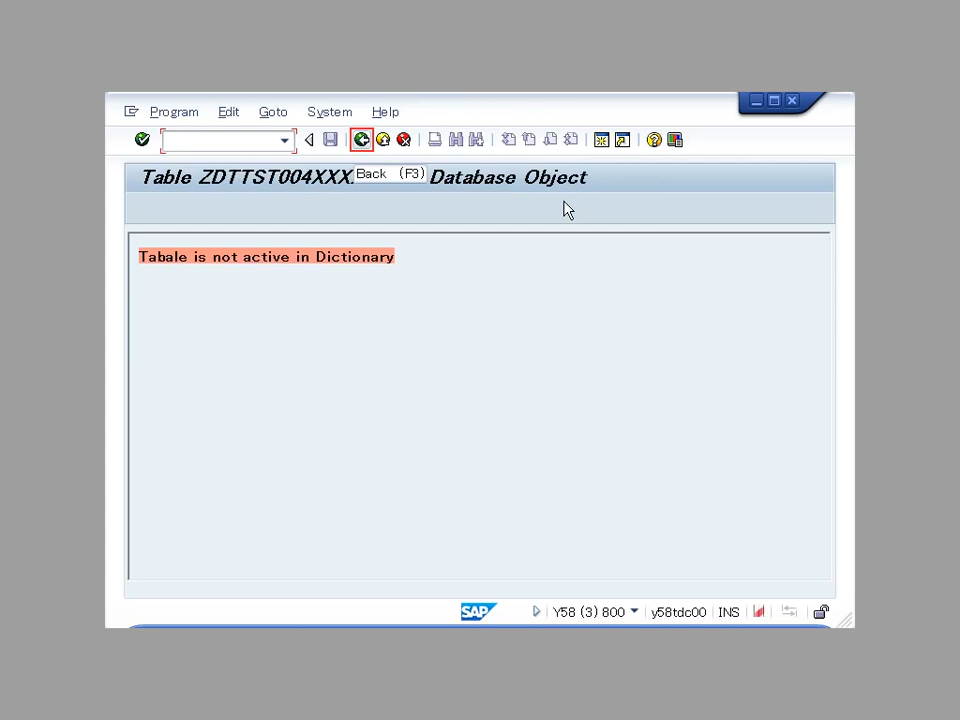 Program Edit Goto System Help
Table ZDTTST004XXX. Database Object
Back (F3)
Tabale is not active in Dictionary
SAP Y58 (3) 800 y58tdc00 INS